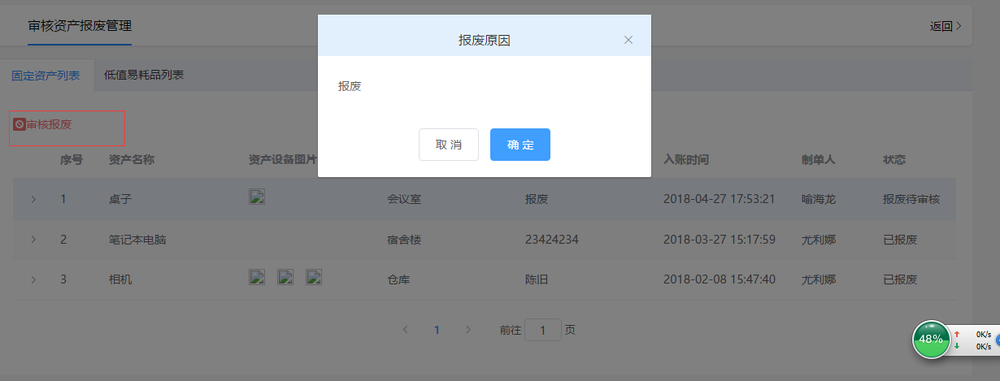 审核资产报废管理
返回
报废原因
报废
取 消
确 定
固定资产列表
低值易耗品列表
审核报废
序号 资产名称 资产设备图片 入账时间 制单人 状态
1 桌子 会议室 报废 2018-04-27 17:53:21 喻海龙 报废待审核
2 笔记本电脑 宿舍楼 23424234 2018-03-27 15:17:59 尤利娜 已报废
3 相机 仓库 陈旧 2018-02-08 15:47:40 尤利娜 已报废
1 前往 1 页
48%
0K/s
0K/s